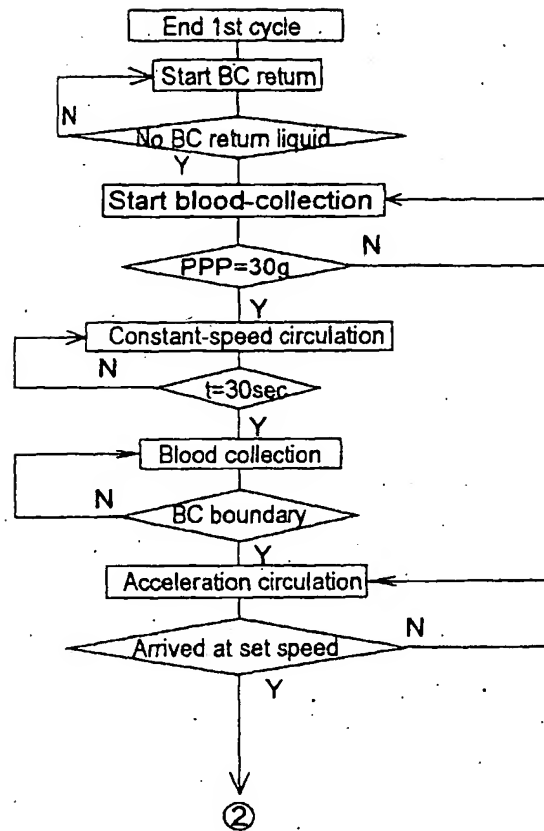 End 1st cycle
Start BC return
N
No BC return liquid
Y
Start blood-collection
N
PPP=30g
Y
Constant-speed circulation
N
t=30sec
Y
Blood collection
N
BC boundary
Y
Acceleration circulation
N
Arrived at set speed
Y
②